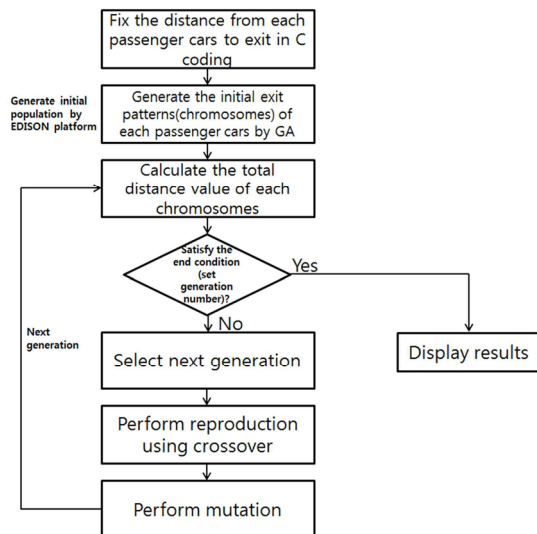 Fix the distance from each
passenger cars to exit in C
coding
Generate initial
population by
EDISON platform
Generate the initial exit
patterns(chromosomes) of
each passenger cars by GA
Calculate the total
distance value of each
chromosomes
Satisfy the
end condition
(set
generation
number)?
Yes
No
Next
generation
Select next generation
Display results
Perform reproduction
using crossover
Perform mutation